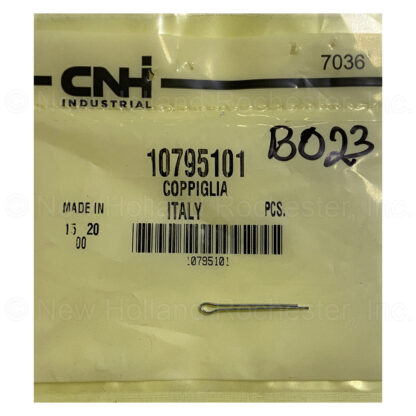 7036
CNH
INDUSTRIAL
B023
10795101
COPPIGLIA
MADE IN ITALY PCS.
15 20
00
10795101
© New Holland Rochester, Inc.